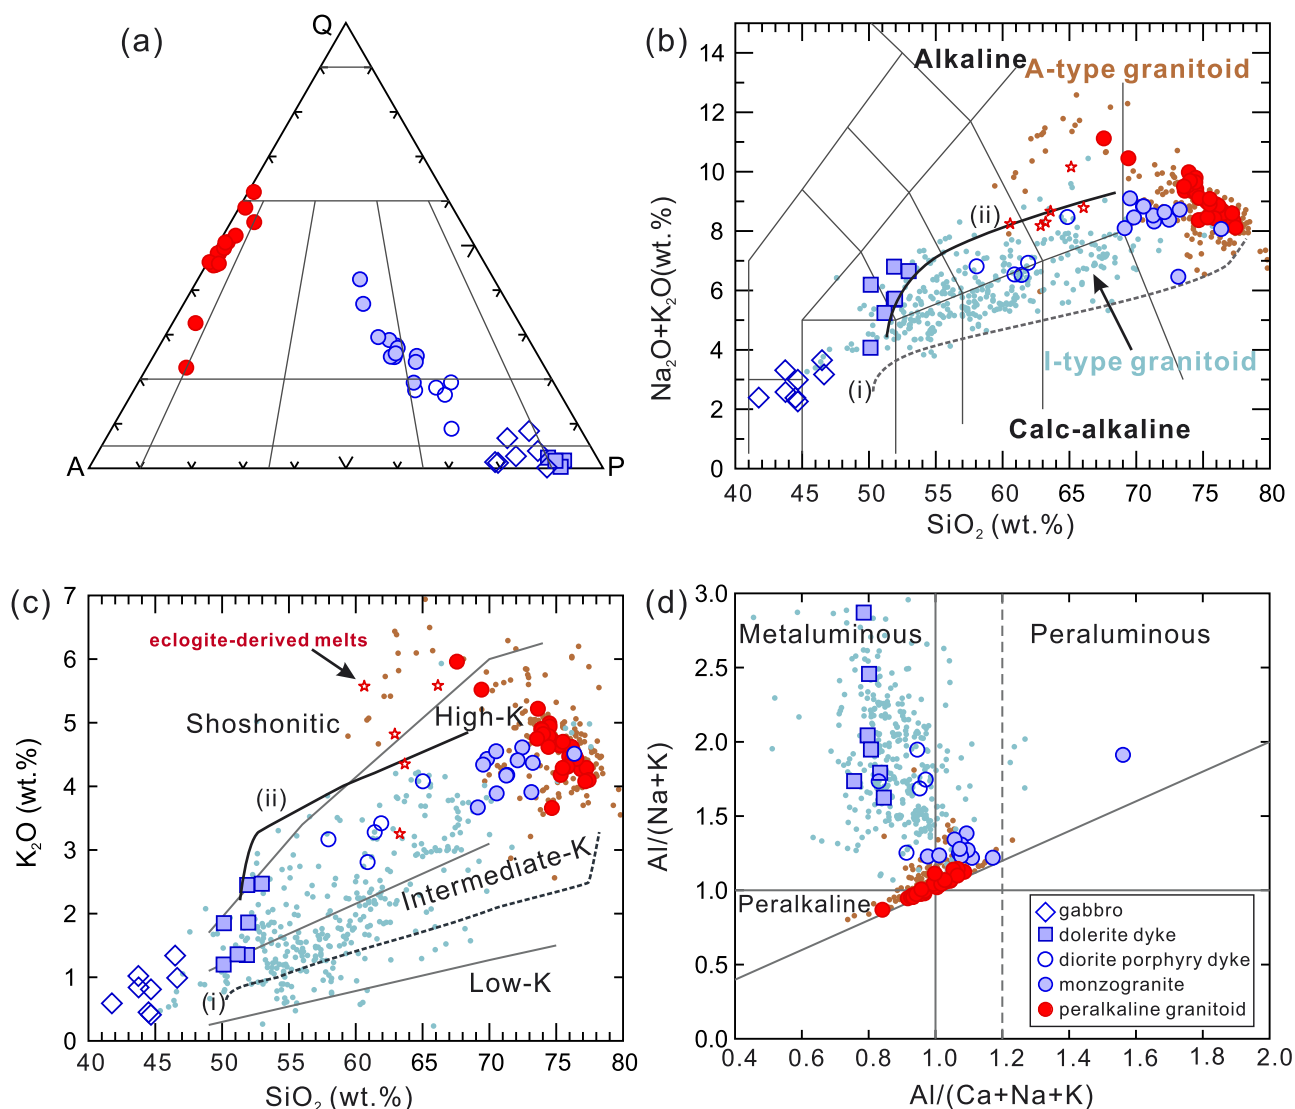 (a)
Q
A
P
(b)
Alkaline
A-type granitoid
(ii)
(i)
I-type granitoid
Calc-alkaline
14
12
10
8
6
4
2
0
40
45
50
55
60
65
70
75
80
Na₂O+K₂O(wt.%)
SiO₂ (wt.%)
(c)
eclogite-derived melts
Shoshonitic
High-K
(ii)
Intermediate-K
(i)
Low-K
7
6
5
4
3
2
1
0
40
45
50
55
60
65
70
75
80
K₂O (wt.%)
SiO₂ (wt.%)
(d)
Metaluminous
Peraluminous
Peralkaline
gabbro
dolerite dyke
diorite porphyry dyke
monzogranite
peralkaline granitoid
3.0
2.5
2.0
1.5
1.0
0.5
0.0
0.4
0.6
0.8
1.0
1.2
1.4
1.6
1.8
2.0
Al/(Na+K)
Al/(Ca+Na+K)